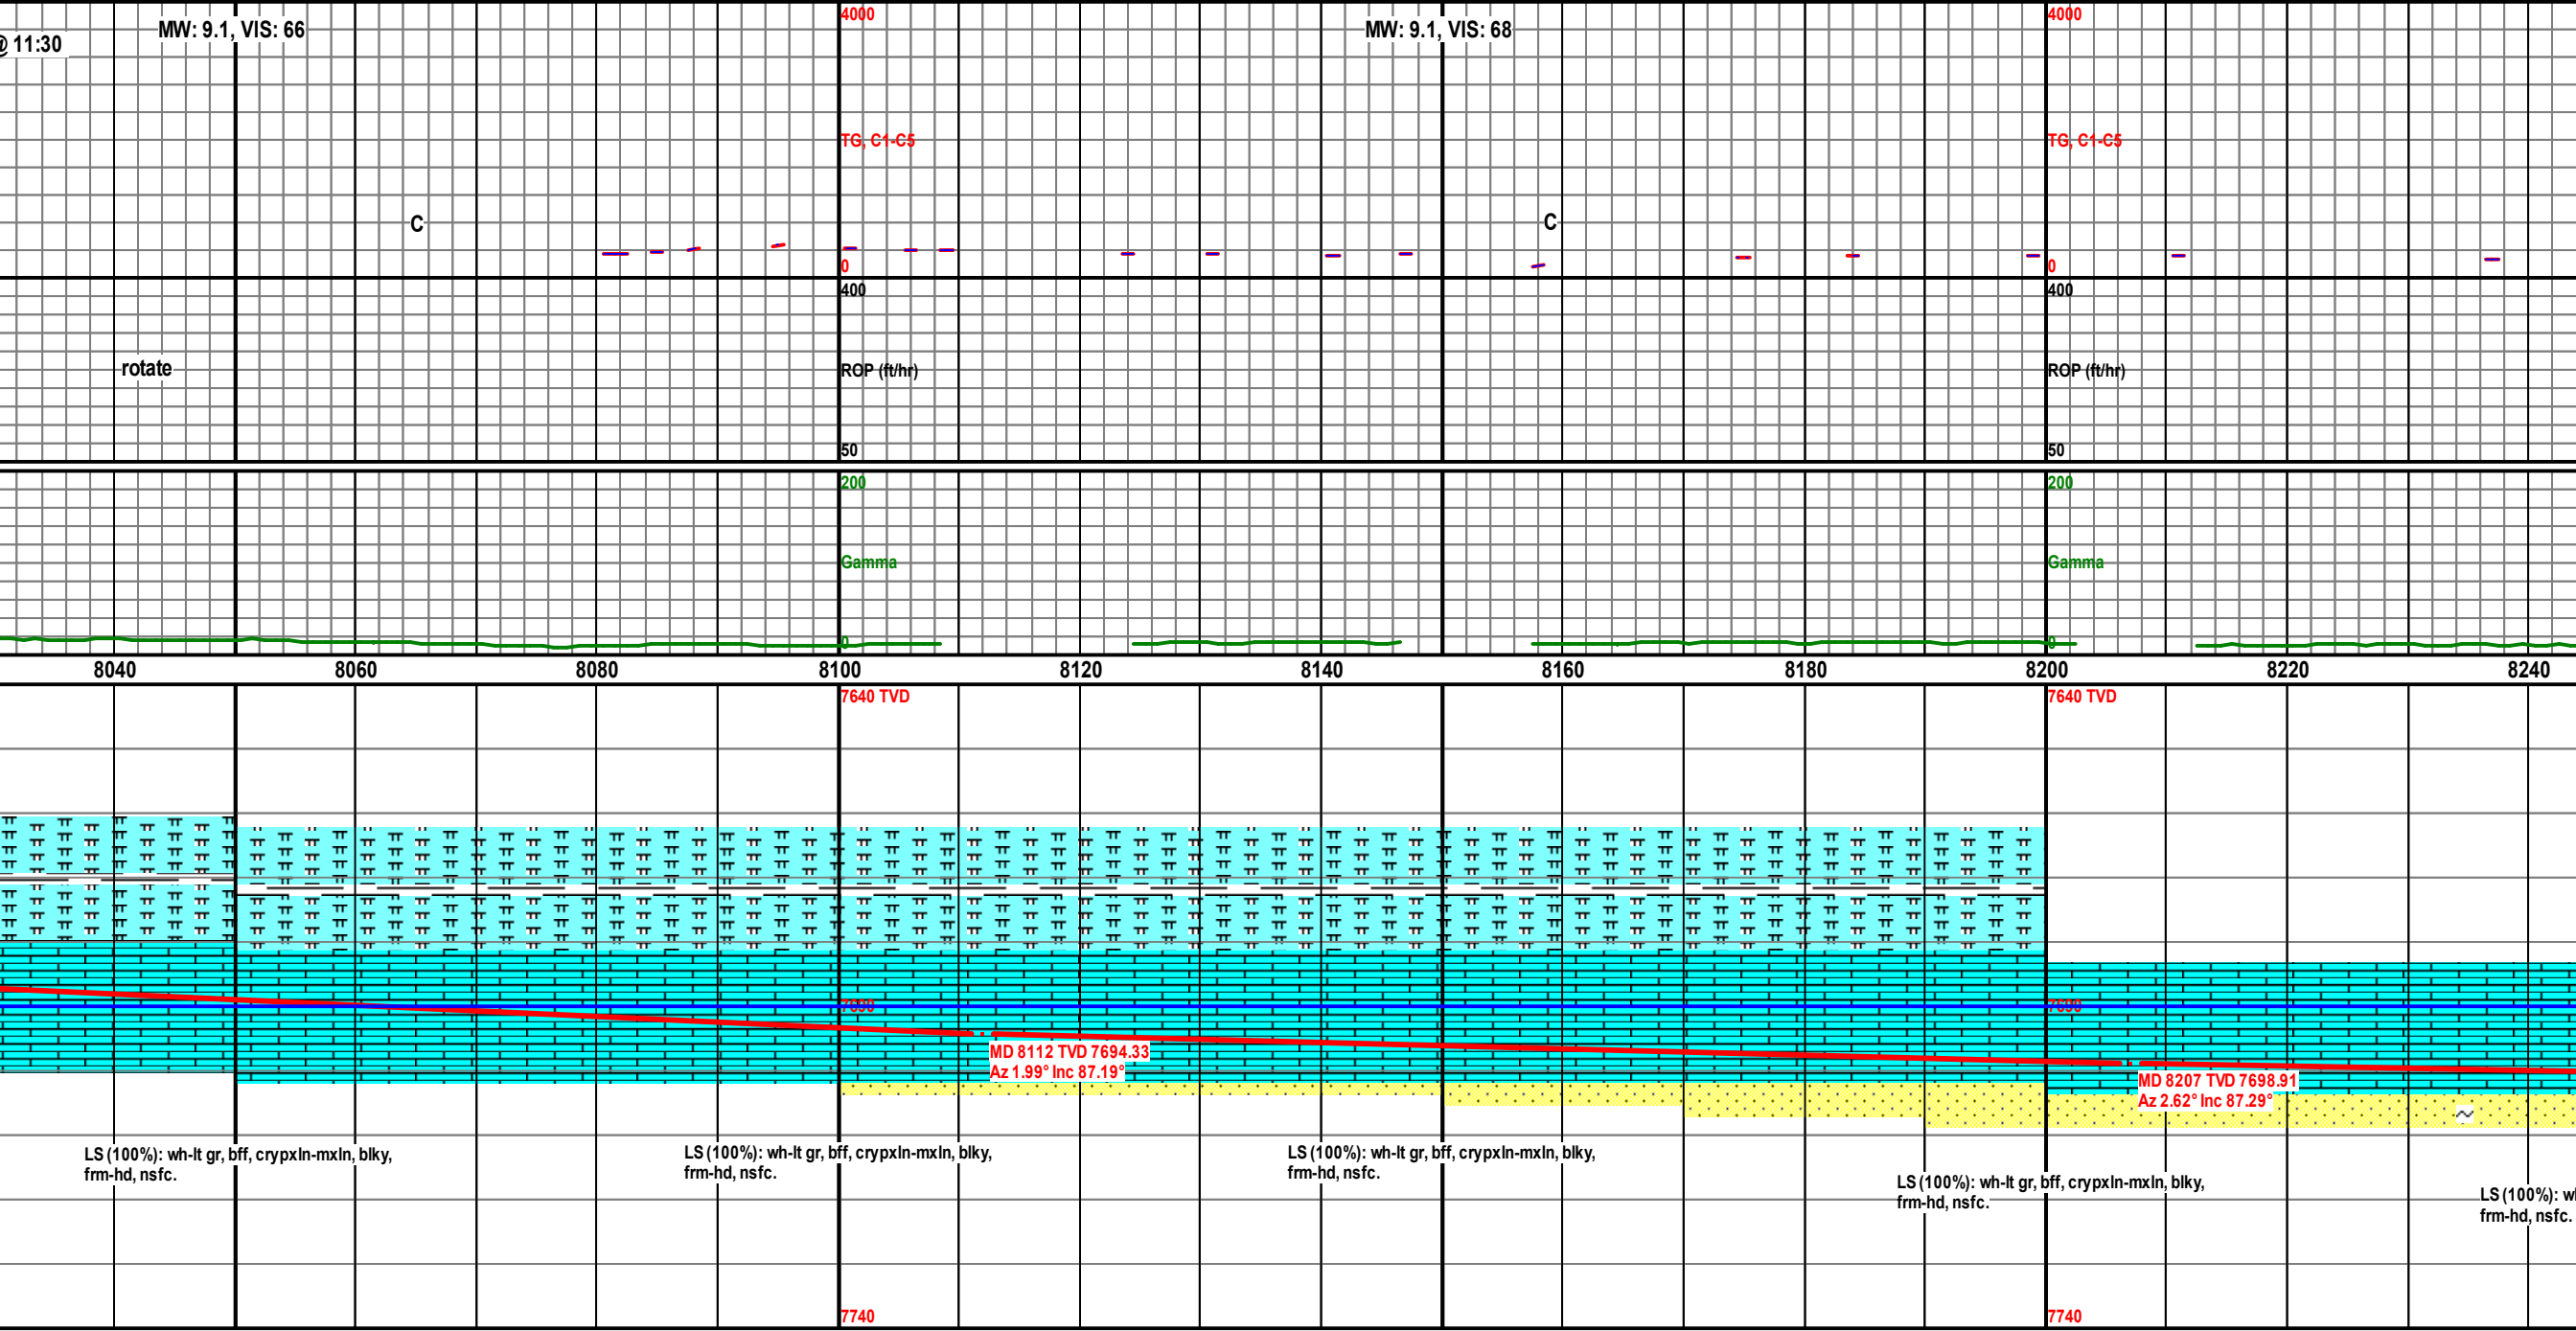 @ 11:30
MW: 9.1, VIS: 66
4000
MW: 9.1, VIS: 68
4000
TG, C1-C5
TG, C1-C5
C
C
0
0
400
400
rotate
ROP (ft/hr)
ROP (ft/hr)
50
50
200
200
Gamma
Gamma
0
0
8040 8060 8080 8100 8120 8140 8160 8180 8200 8220 8240
7640 TVD
7640 TVD
7690
7690
MD 8112 TVD 7694.33
Az 1.99° Inc 87.19°
MD 8207 TVD 7698.91
Az 2.62° Inc 87.29°
~
LS (100%): wh-lt gr, bff, crypxln-mxln, blky,
frm-hd, nsfc.
LS (100%): wh-lt gr, bff, crypxln-mxln, blky,
frm-hd, nsfc.
LS (100%): wh-lt gr, bff, crypxln-mxln, blky,
frm-hd, nsfc.
LS (100%): wh-lt gr, bff, crypxln-mxln, blky,
frm-hd, nsfc.
LS (100%):
frm-hd, nsfc.
7740
7740